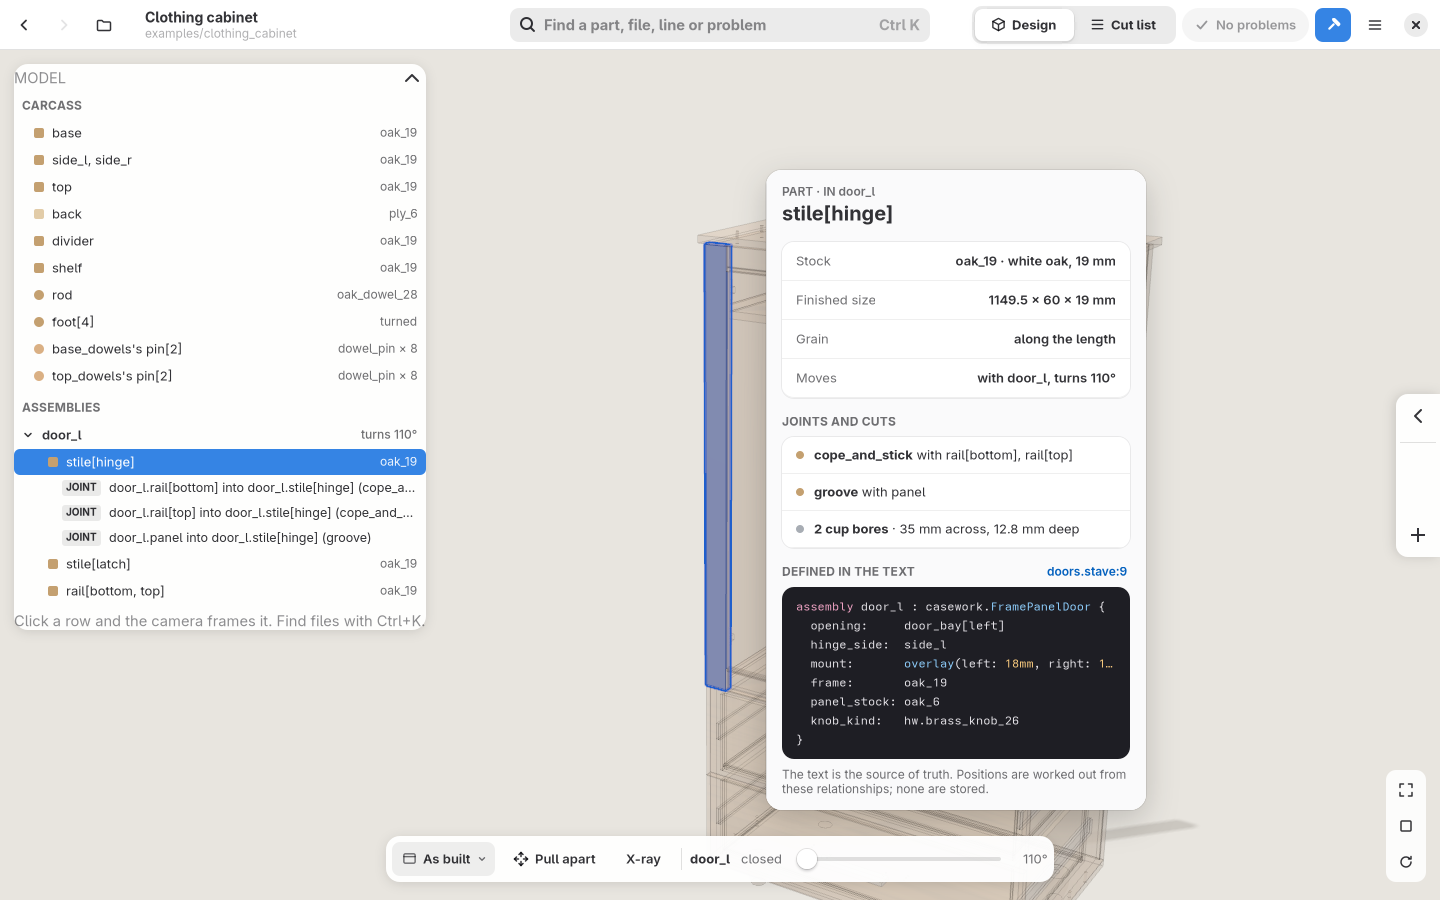 Clothing cabinet
examples/clothing_cabinet
Find a part, file, line or problem Ctrl K
Design
Cut list
No problems
MODEL
CARCASS
base oak_19
side_l, side_r oak_19
top oak_19
back ply_6
divider oak_19
shelf oak_19
rod oak_dowel_28
foot[4] turned
base_dowels's pin[2] dowel_pin × 8
top_dowels's pin[2] dowel_pin × 8
ASSEMBLIES
door_l turns 110°
stile[hinge] oak_19
JOINT door_l.rail[bottom] into door_l.stile[hinge] (cope_a...
JOINT door_l.rail[top] into door_l.stile[hinge] (cope_and_...
JOINT door_l.panel into door_l.stile[hinge] (groove)
stile[latch] oak_19
rail[bottom, top] oak_19
Click a row and the camera frames it. Find files with Ctrl+K.
PART · IN door_l
stile[hinge]
Stock oak_19 · white oak, 19 mm
Finished size 1149.5 × 60 × 19 mm
Grain along the length
Moves with door_l, turns 110°
JOINTS AND CUTS
cope_and_stick with rail[bottom], rail[top]
groove with panel
2 cup bores · 35 mm across, 12.8 mm deep
DEFINED IN THE TEXT doors.stave:9
assembly door_l : casework.FramePanelDoor {
opening: door_bay[left]
hinge_side: side_l
mount: overlay(left: 18mm, right: 1…
frame: oak_19
panel_stock: oak_6
knob_kind: hw.brass_knob_26
}
The text is the source of truth. Positions are worked out from
these relationships; none are stored.
As built
Pull apart
X-ray
door_l closed 110°